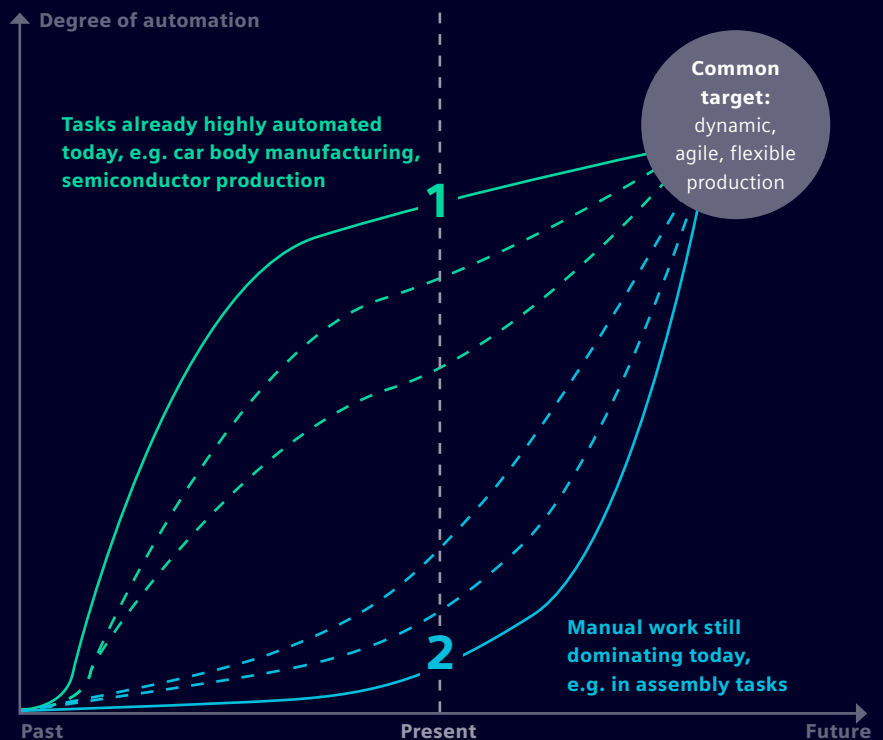 Degree of automation
Common
target:
dynamic,
agile, flexible
production
Tasks already highly automated
today, e.g. car body manufacturing,
semiconductor production
1
2
Manual work still
dominating today,
e.g. in assembly tasks
Past
Present
Future